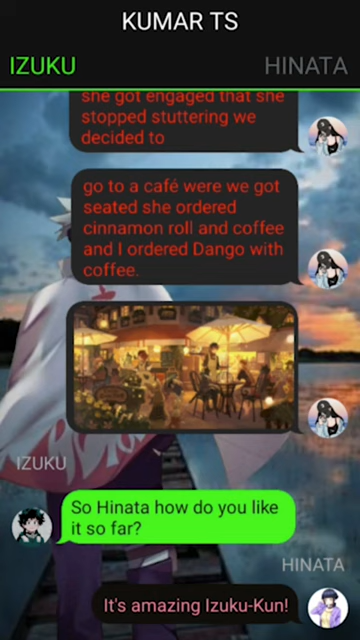 KUMAR TS
IZUKU
HINATA
she got engaged that she
stopped stuttering we
decided to
go to a café were we got
seated she ordered
cinnamon roll and coffee
and I ordered Dango with
coffee.
IZUKU
So Hinata how do you like
it so far?
HINATA
It's amazing Izuku-Kun!